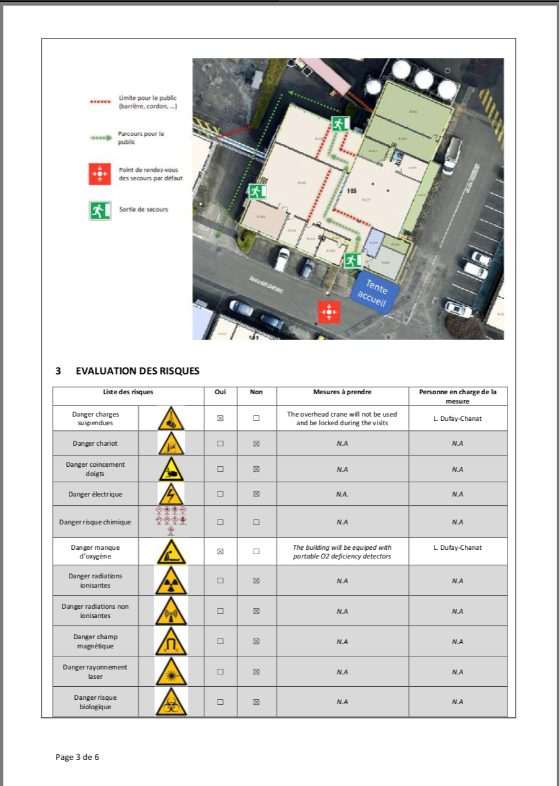 Limite pour le public
(barrière, cordon, ...)
Parcours pour le
public
Point de rendez-vous
des secours par défaut
Sortie de secours
165
Tente
accueil
3 EVALUATION DES RISQUES
Liste des risques Oui Non Mesures à prendre Personne en charge de la
mesure
Danger charges
suspendues ☒ ☐ The overhead crane will not be used
and be locked during the visits L. Dufay-Chanat
Danger chariot ☐ ☒ N.A N.A
Danger coincement
doigts ☐ ☒ N.A N.A
Danger électrique ☐ ☒ N.A. N.A
Danger risque chimique ☐ ☐ N.A N.A
Danger manque
d'oxygène ☒ ☐ The building will be equipped with
portable O2 deficiency detectors L. Dufay-Chanat
Danger radiations
ionisantes ☐ ☒ N.A N.A
Danger radiations non
ionisantes ☐ ☒ N.A N.A
Danger champ
magnétique ☐ ☒ N.A N.A
Danger rayonnement
laser ☐ ☒ N.A N.A
Danger risque
biologique ☐ ☒ N.A N.A
Page 3 de 6